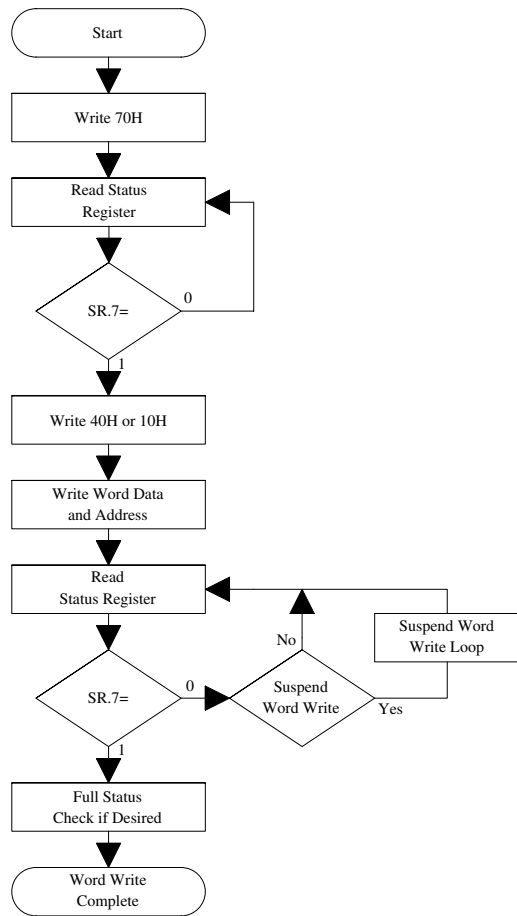 Start
Write 70H
Read Status
Register
SR.7=
0
1
Write 40H or 10H
Write Word Data
and Address
Read
Status Register
SR.7=
0
1
No
Suspend
Word Write
Yes
Suspend Word
Write Loop
Full Status
Check if Desired
Word Write
Complete